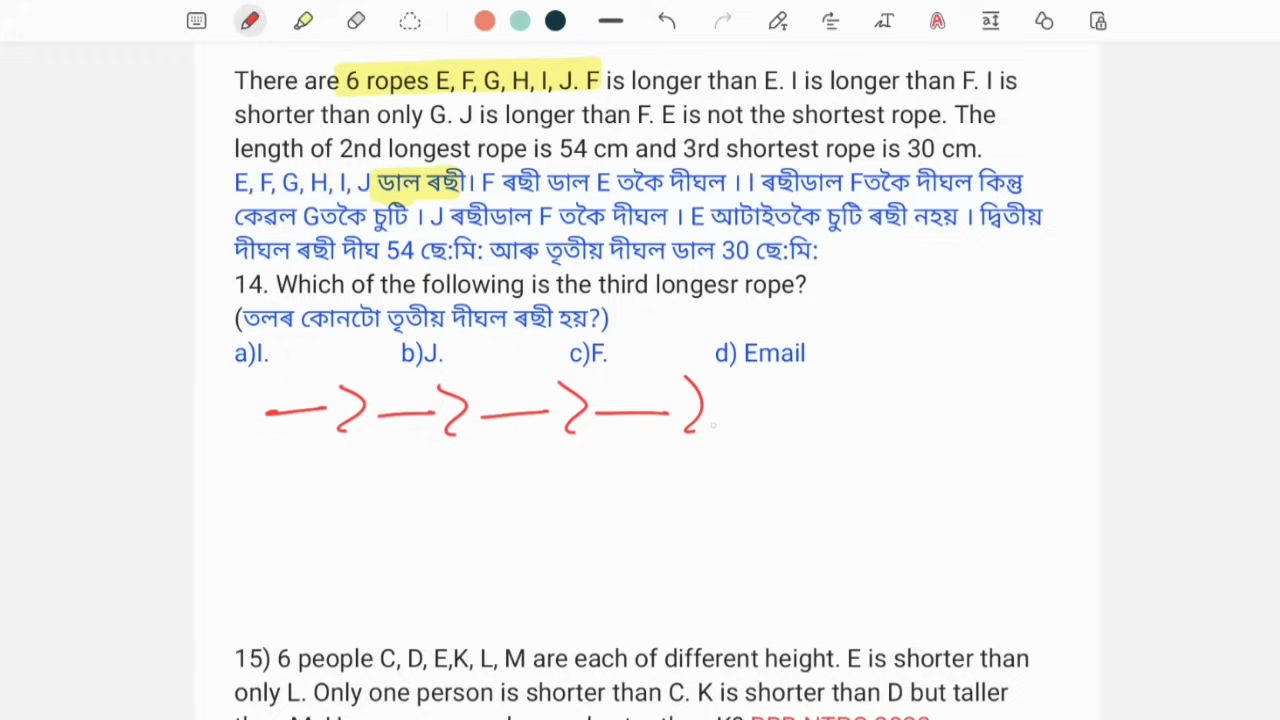 There are 6 ropes E, F, G, H, I, J. F is longer than E. I is longer than F. I is
shorter than only G. J is longer than F. E is not the shortest rope. The
length of 2nd longest rope is 54 cm and 3rd shortest rope is 30 cm.
E, F, G, H, I, J ডাল ৰছী। F ৰছী ডাল E তকৈ দীঘল । I ৰছীডাল Fতকৈ দীঘল কিন্তু
কেৱল Gতকৈ চুটি । J ৰছীডাল F তকৈ দীঘল । E আটাইতকৈ চুটি ৰছী নহয় । দ্বিতীয়
দীঘল ৰছী দীঘ 54 ছে:মি: আৰু তৃতীয় দীঘল ডাল 30 ছে:মি:
14. Which of the following is the third longesr rope?
(তলৰ কোনটো তৃতীয় দীঘল ৰছী হয়?)
a)I. b)J. c)F. d) Email
15) 6 people C, D, E,K, L, M are each of different height. E is shorter than
only L. Only one person is shorter than C. K is shorter than D but taller